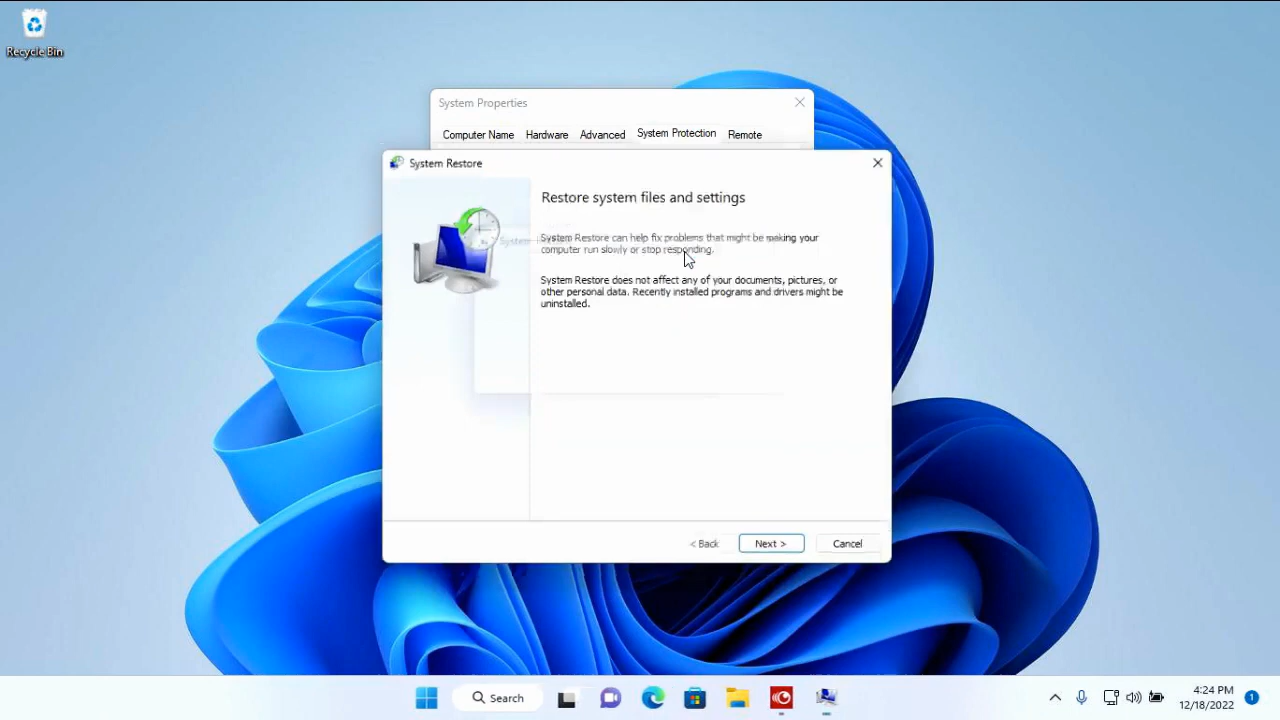 Recycle Bin
System Properties
Computer Name Hardware Advanced System Protection Remote
System Restore
Restore system files and settings
System Restore can help fix problems that might be making your
computer run slowly or stop responding.
System Restore does not affect any of your documents, pictures, or
other personal data. Recently installed programs and drivers might be
uninstalled.
< Back Next > Cancel
Search
4:24 PM
12/18/2022
1